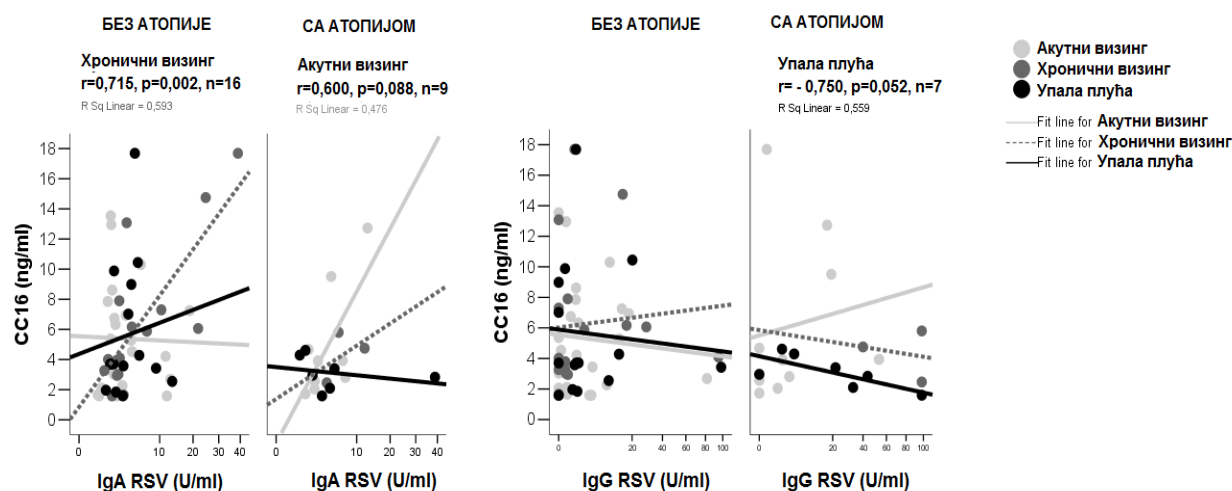 БЕЗ АТОПИЈЕ
СА АТОПИЈОМ
Хронични визинг
r=0,715, p=0,002, n=16
R Sq Linear = 0,593
Акутни визинг
r=0,600, p=0,088, n=9
R Sq Linear = 0,476
CC16 (ng/ml)
18
16
14
12
10
8
6
4
2
0
0
10
20
30
40
0
10
20
30
40
IgA RSV (U/ml)
IgA RSV (U/ml)
БЕЗ АТОПИЈЕ
СА АТОПИЈОМ
Упала плућа
r= - 0,750, p=0,052, n=7
R Sq Linear = 0,559
CC16 (ng/ml)
18
16
14
12
10
8
6
4
2
0
0
20
40
60
80
100
0
20
40
60
80
100
IgG RSV (U/ml)
IgG RSV (U/ml)
Акутни визинг
Хронични визинг
Упала плућа
Fit line for Акутни визинг
Fit line for Хронични визинг
Fit line for Упала плућа